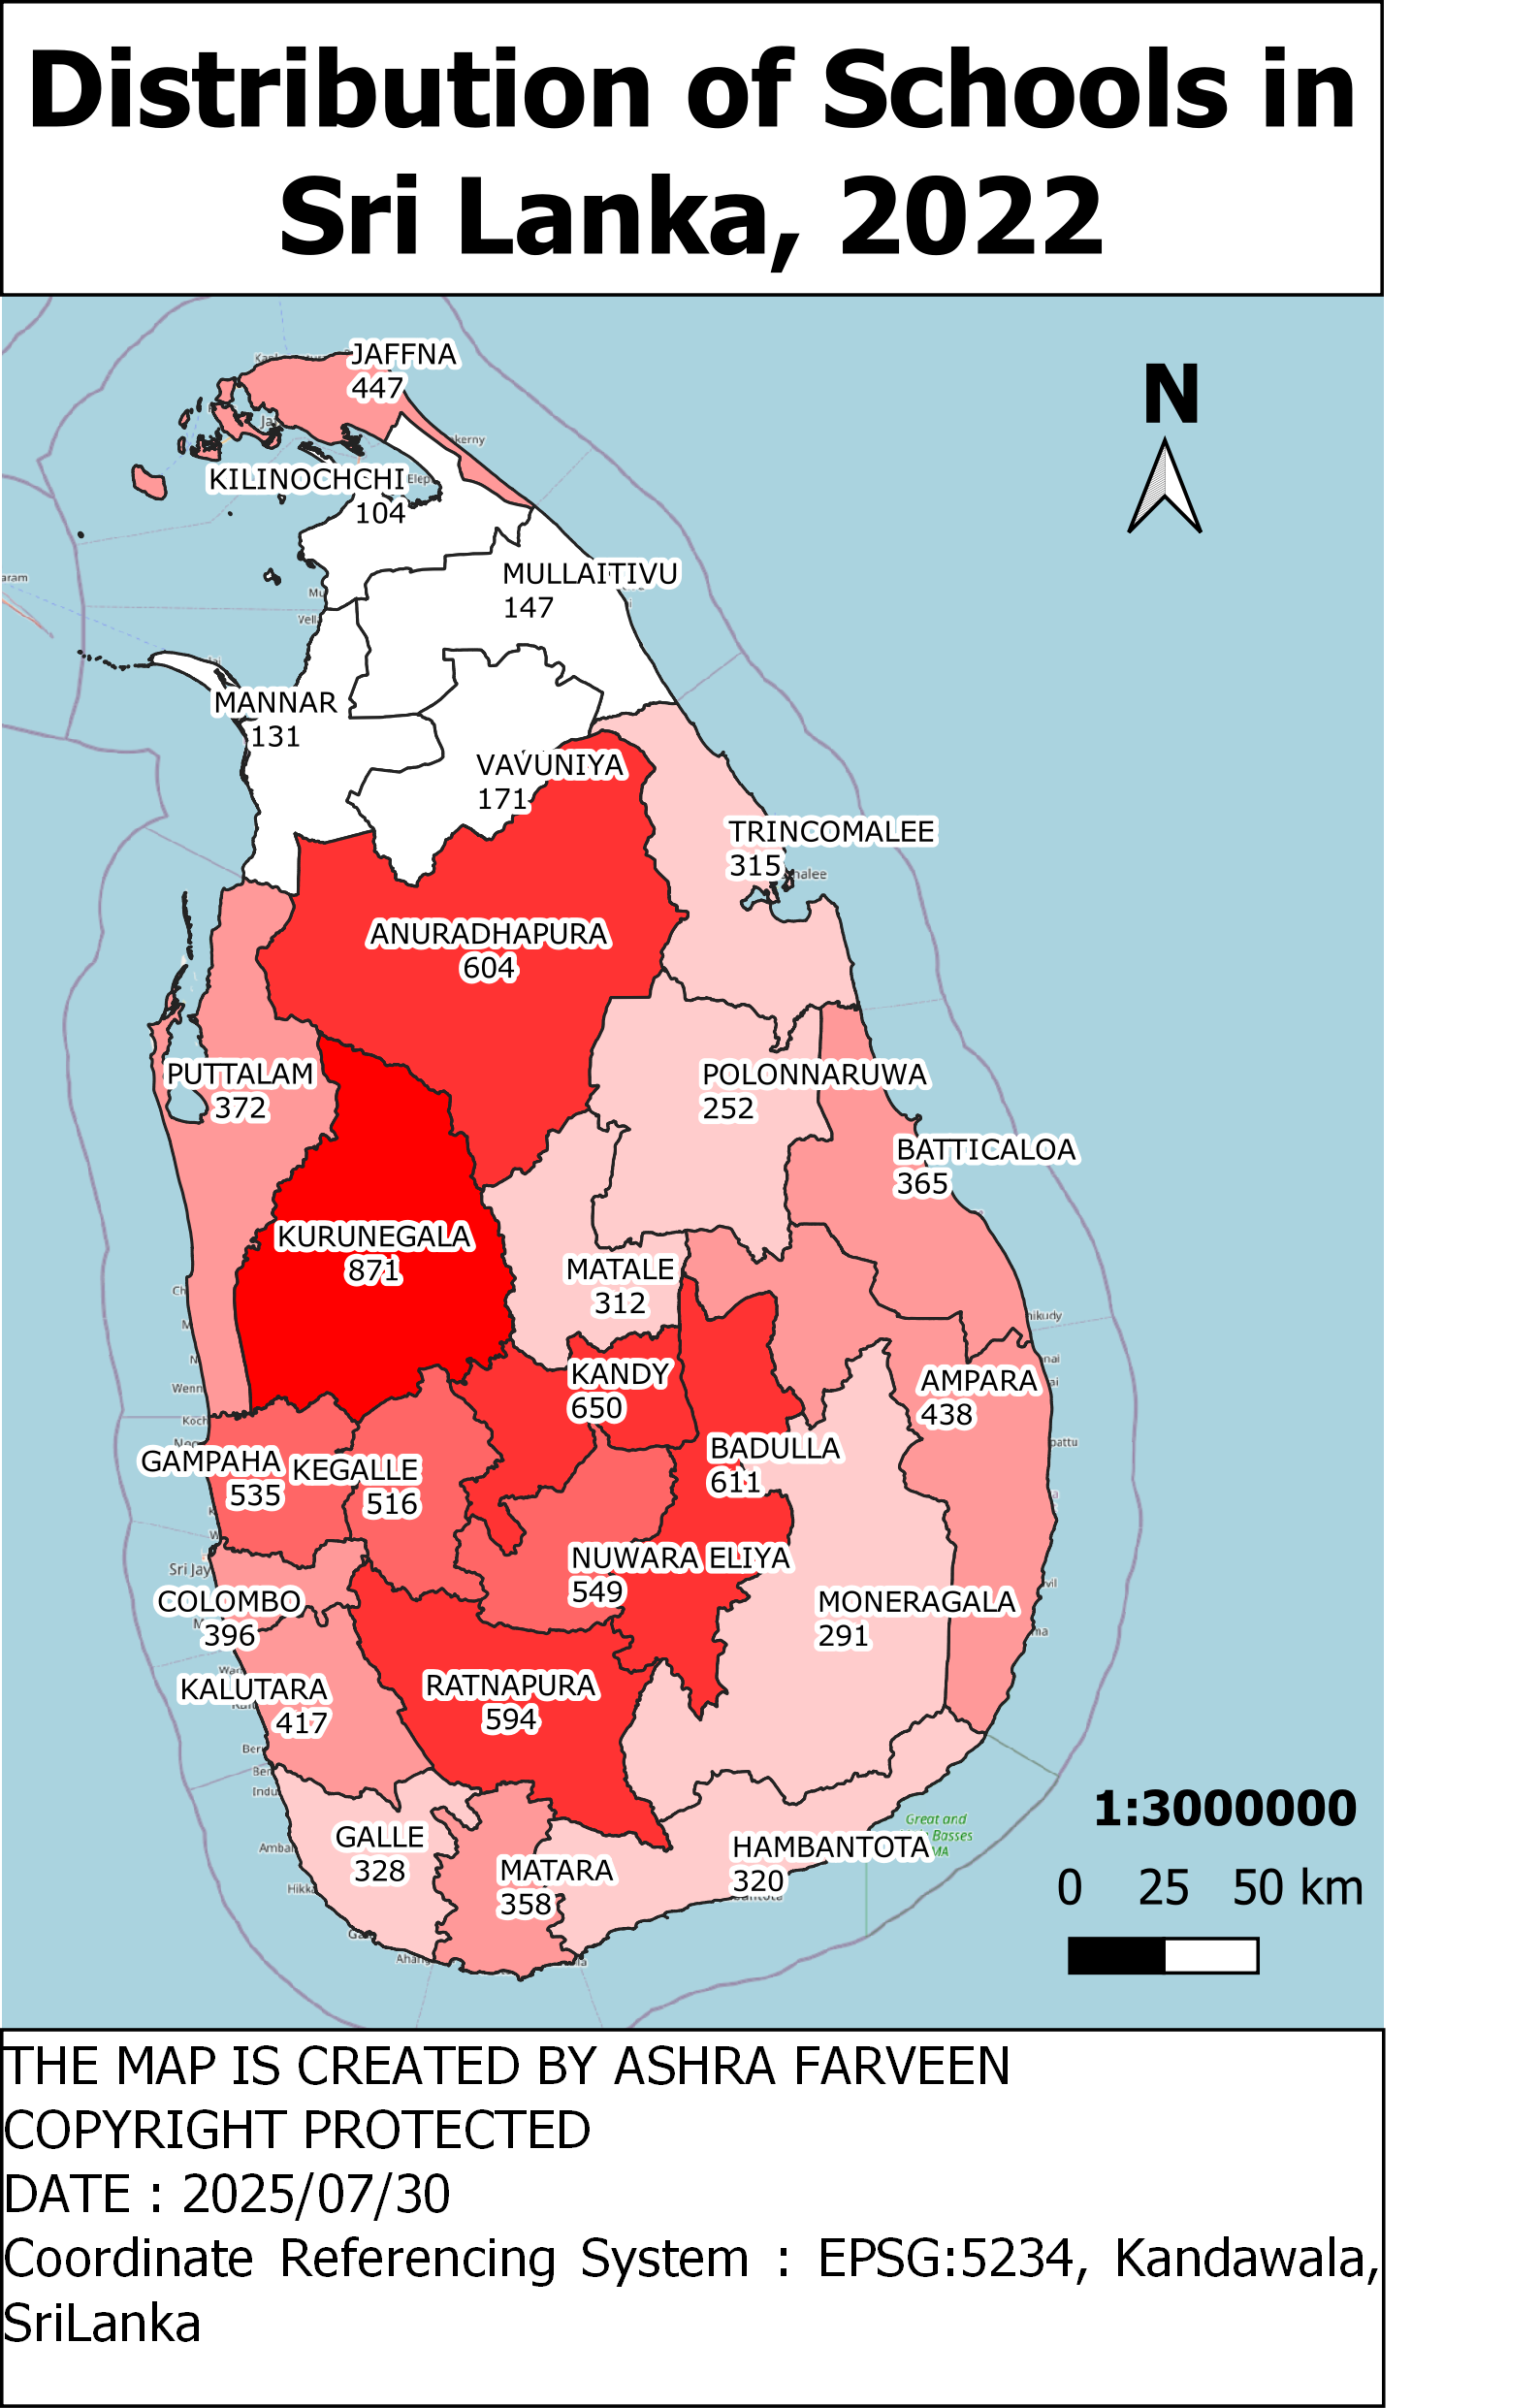 Distribution of Schools in
Sri Lanka, 2022
N
JAFFNA
447
KILINOCHCHI
104
MULLAITIVU
147
MANNAR
131
VAVUNIYA
171
TRINCOMALEE
315
ANURADHAPURA
604
PUTTALAM
372
POLONNARUWA
252
BATTICALOA
365
KURUNEGALA
871
MATALE
312
KANDY
650
AMPARA
438
BADULLA
611
GAMPAHA
535
KEGALLE
516
NUWARA ELIYA
549
COLOMBO
396
MONERAGALA
291
KALUTARA
417
RATNAPURA
594
GALLE
328
MATARA
358
HAMBANTOTA
320
Great and
Basses
1:3000000
0 25 50 km
THE MAP IS CREATED BY ASHRA FARVEEN
COPYRIGHT PROTECTED
DATE : 2025/07/30
Coordinate Referencing System : EPSG:5234, Kandawala,
SriLanka